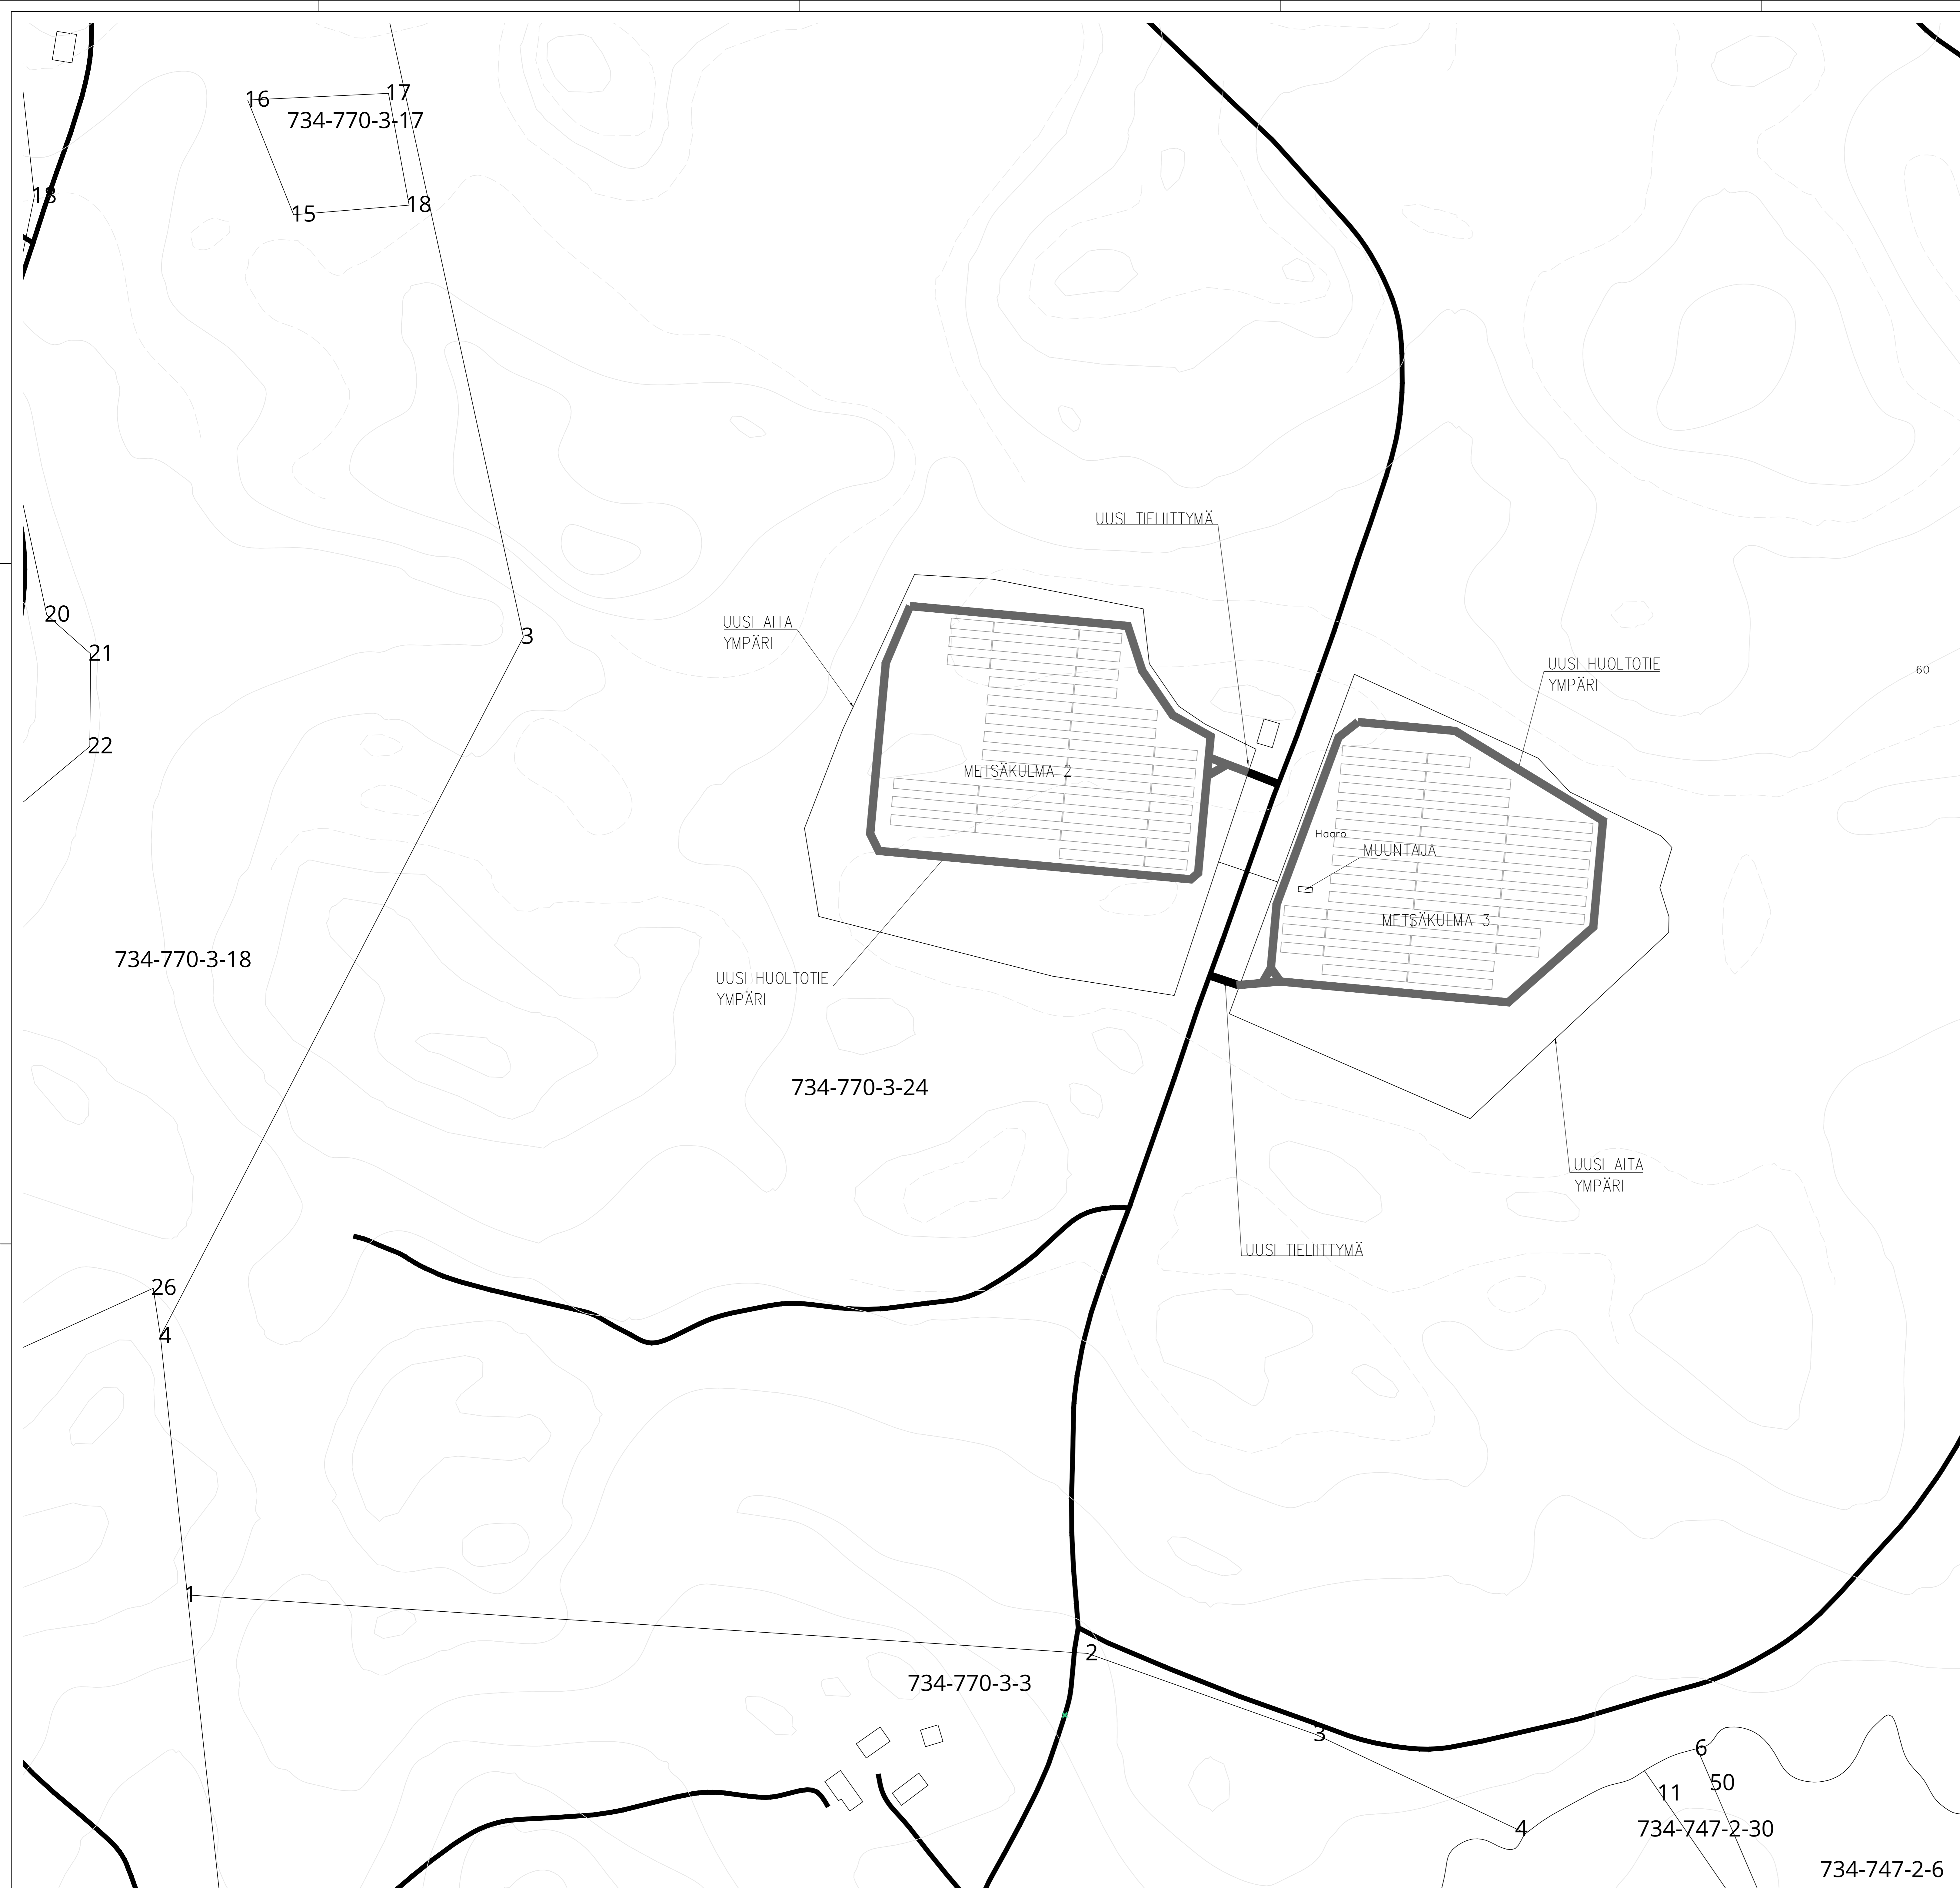 16
17
734-770-3-17
18
15
18
UUSI TIELIITTYMÄ
20
UUSI AITA
YMPÄRI
3
21
UUSI HUOLTOTIE
YMPÄRI
60
22
METSÄKULMA 2
Haaro
MUUNTAJA
METSÄKULMA 3
734-770-3-18
UUSI HUOLTOTIE
YMPÄRI
734-770-3-24
UUSI AITA
YMPÄRI
UUSI TIELIITTYMÄ
26
4
1
2
734-770-3-3
3
6
50
11
4
734-747-2-30
734-747-2-6